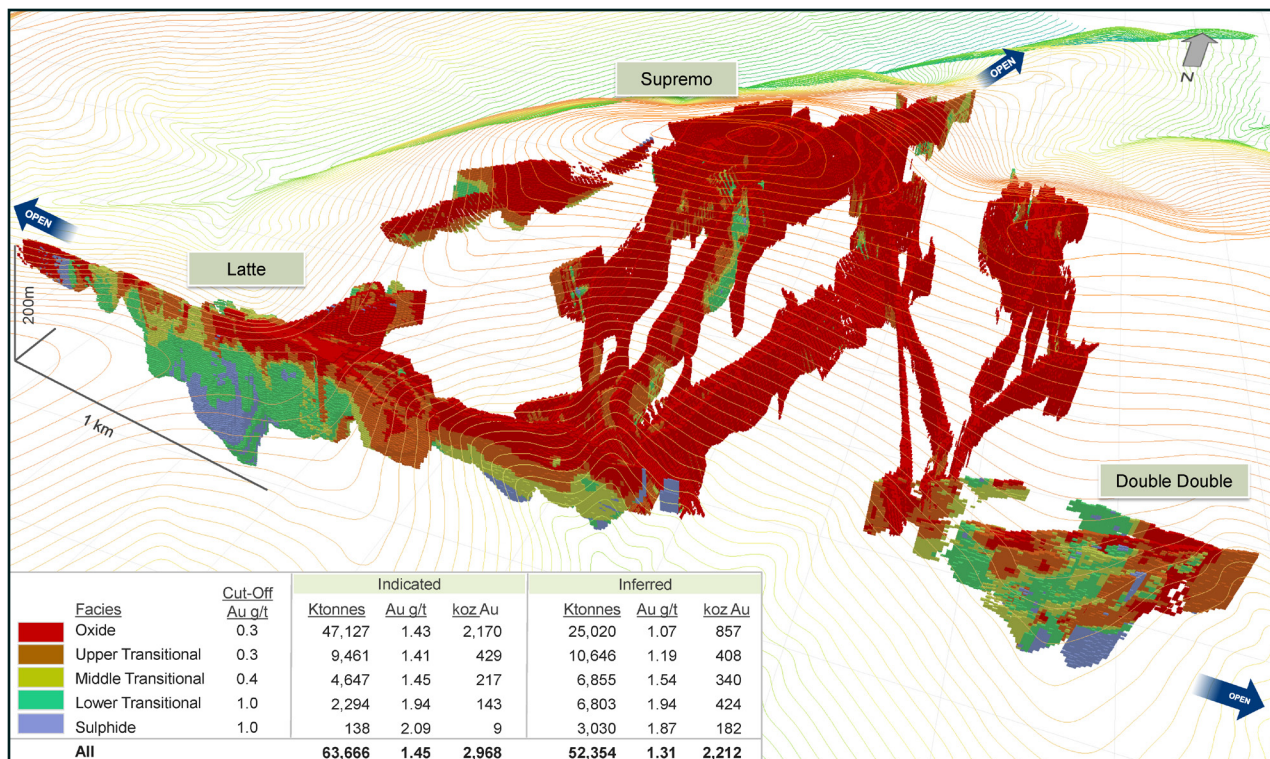 Supremo
OPEN
N
OPEN
Latte
200m
1 km
Double Double
OPEN
Indicated Inferred
Facies Cut-Off Au g/t Ktonnes Au g/t koz Au Ktonnes Au g/t koz Au
Oxide 0.3 47,127 1.43 2,170 25,020 1.07 857
Upper Transitional 0.3 9,461 1.41 429 10,646 1.19 408
Middle Transitional 0.4 4,647 1.45 217 6,855 1.54 340
Lower Transitional 1.0 2,294 1.94 143 6,803 1.94 424
Sulphide 1.0 138 2.09 9 3,030 1.87 182
All 63,666 1.45 2,968 52,354 1.31 2,212